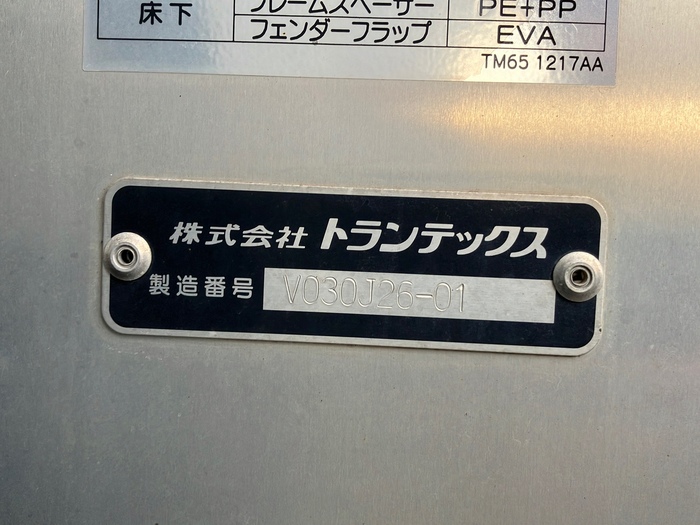 床下 フレームスペーサー PE+PP
フェンダーフラップ EVA
TM65 1217AA
株式会社 トランテックス
製造番号 V030J26-01